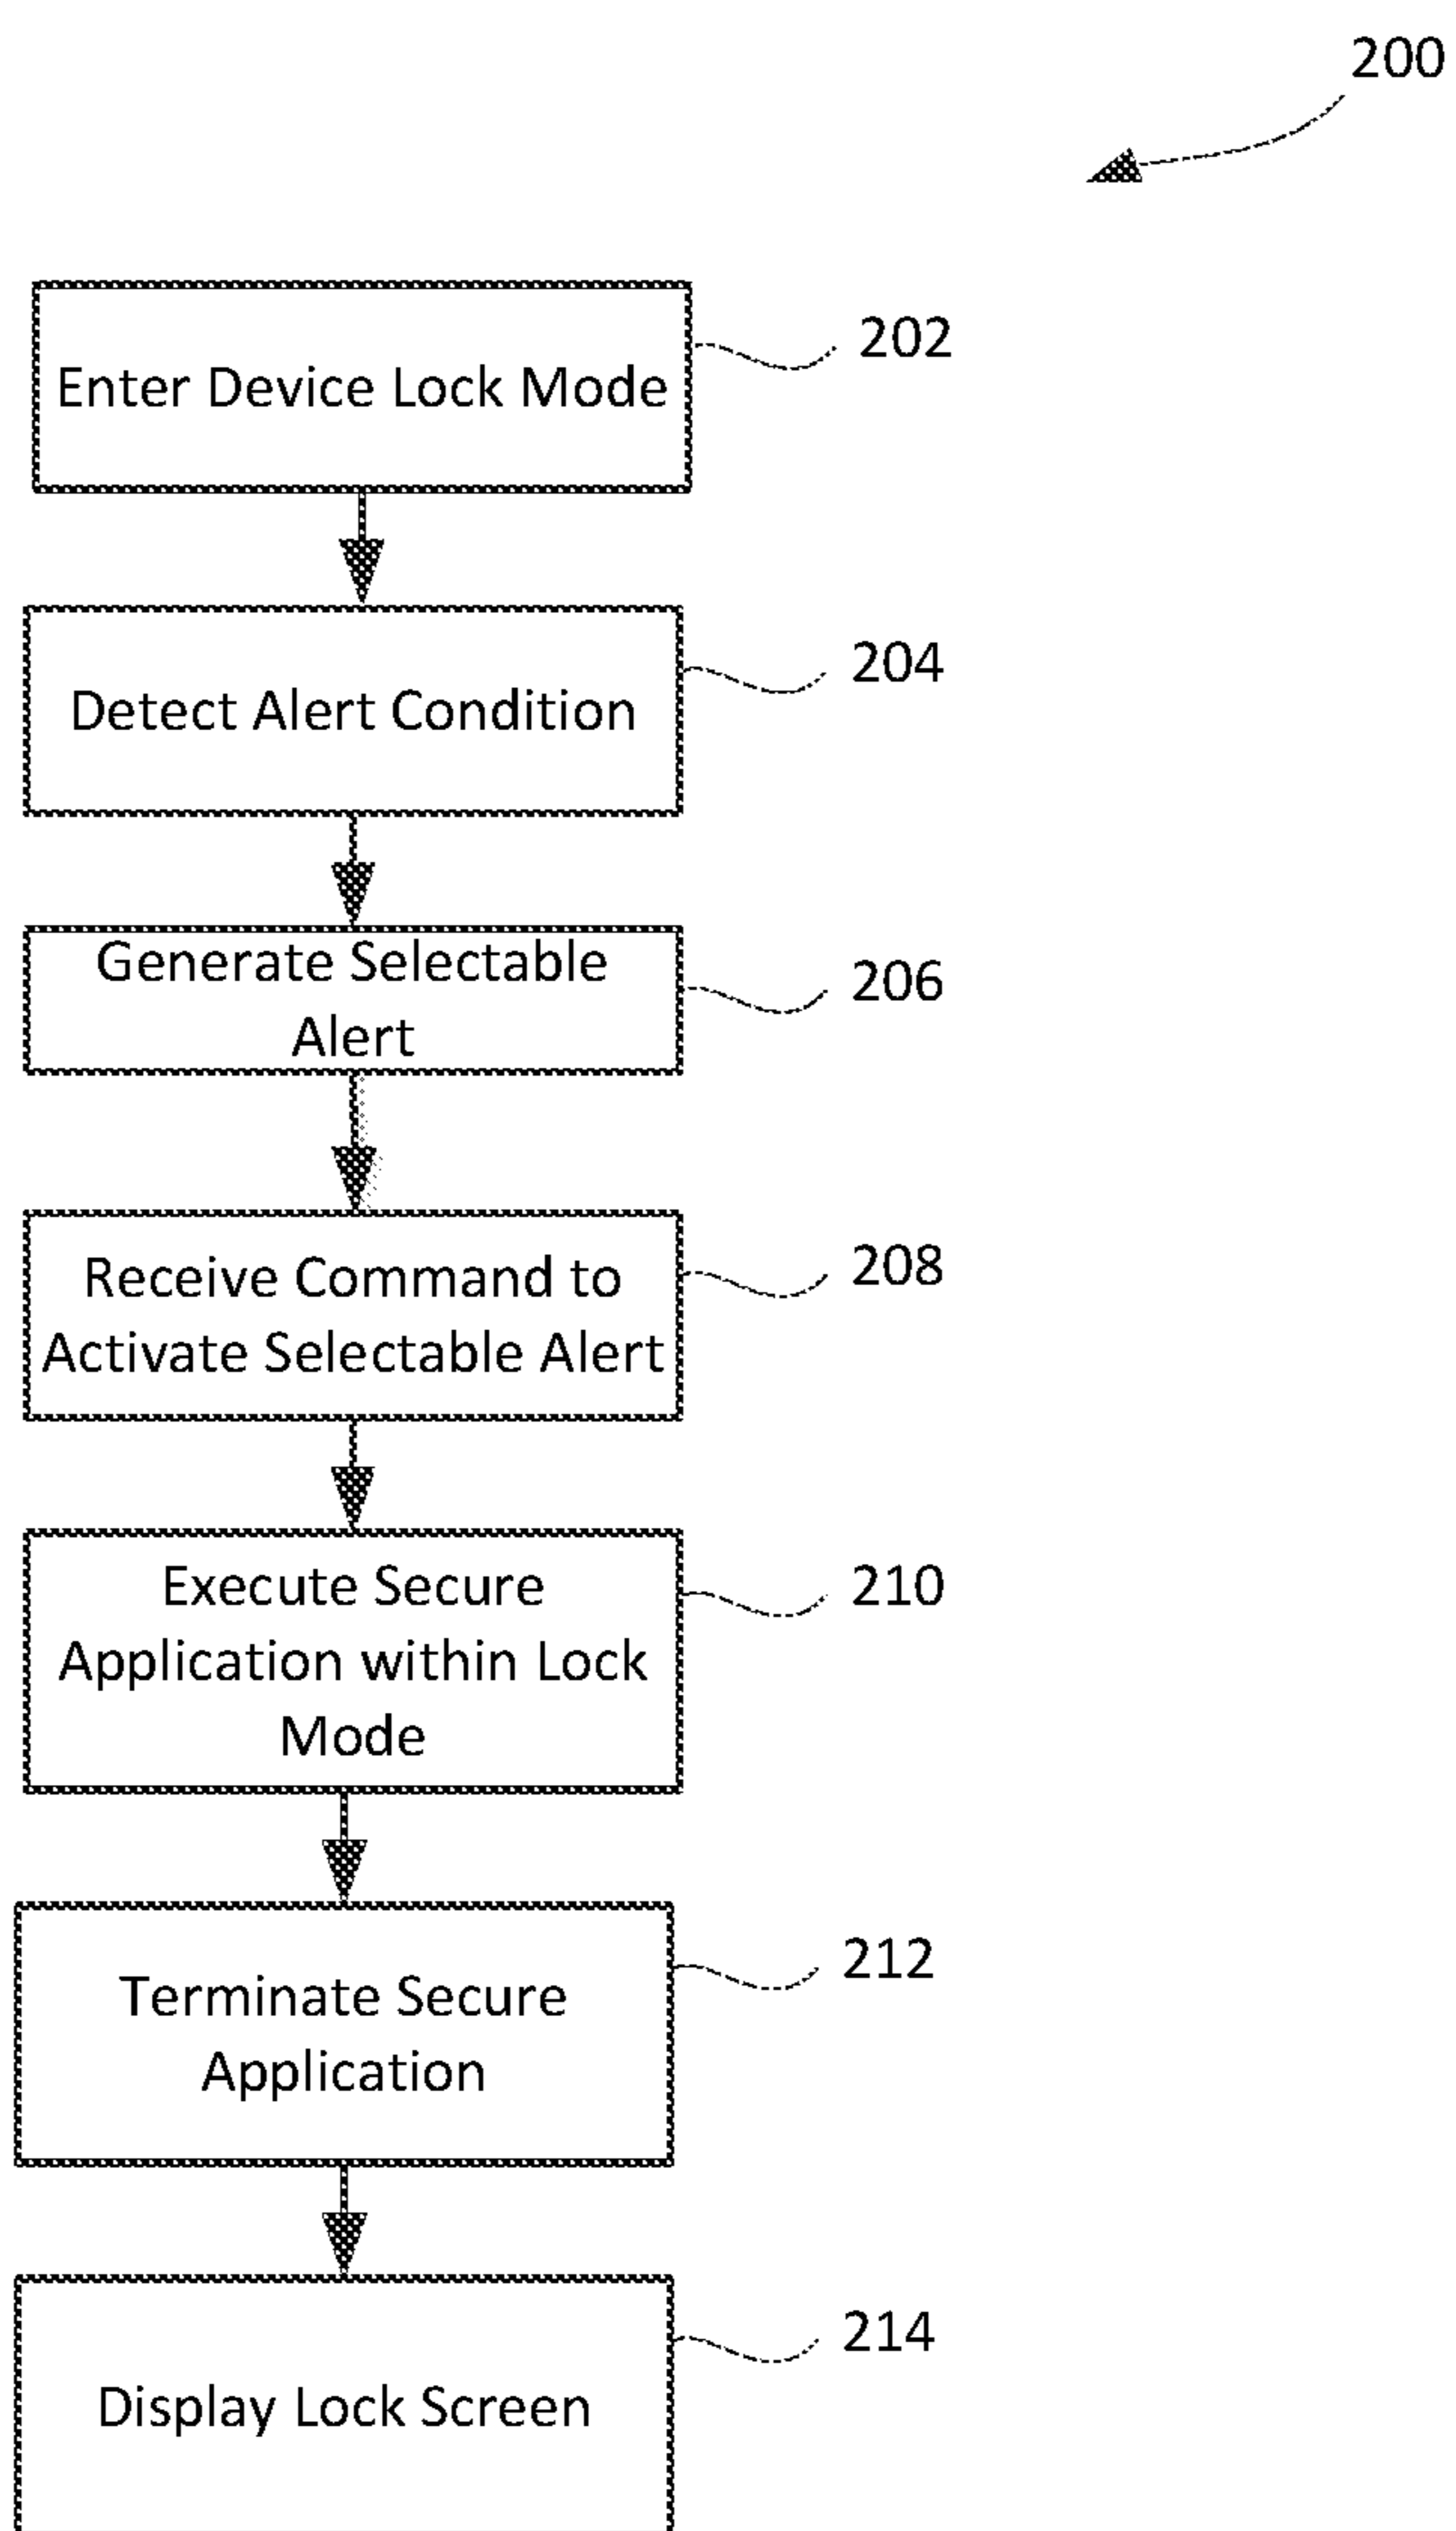 200
Enter Device Lock Mode
202
Detect Alert Condition
204
Generate Selectable
Alert
206
Receive Command to
Activate Selectable Alert
208
Execute Secure
Application within Lock
Mode
210
Terminate Secure
Application
212
Display Lock Screen
214